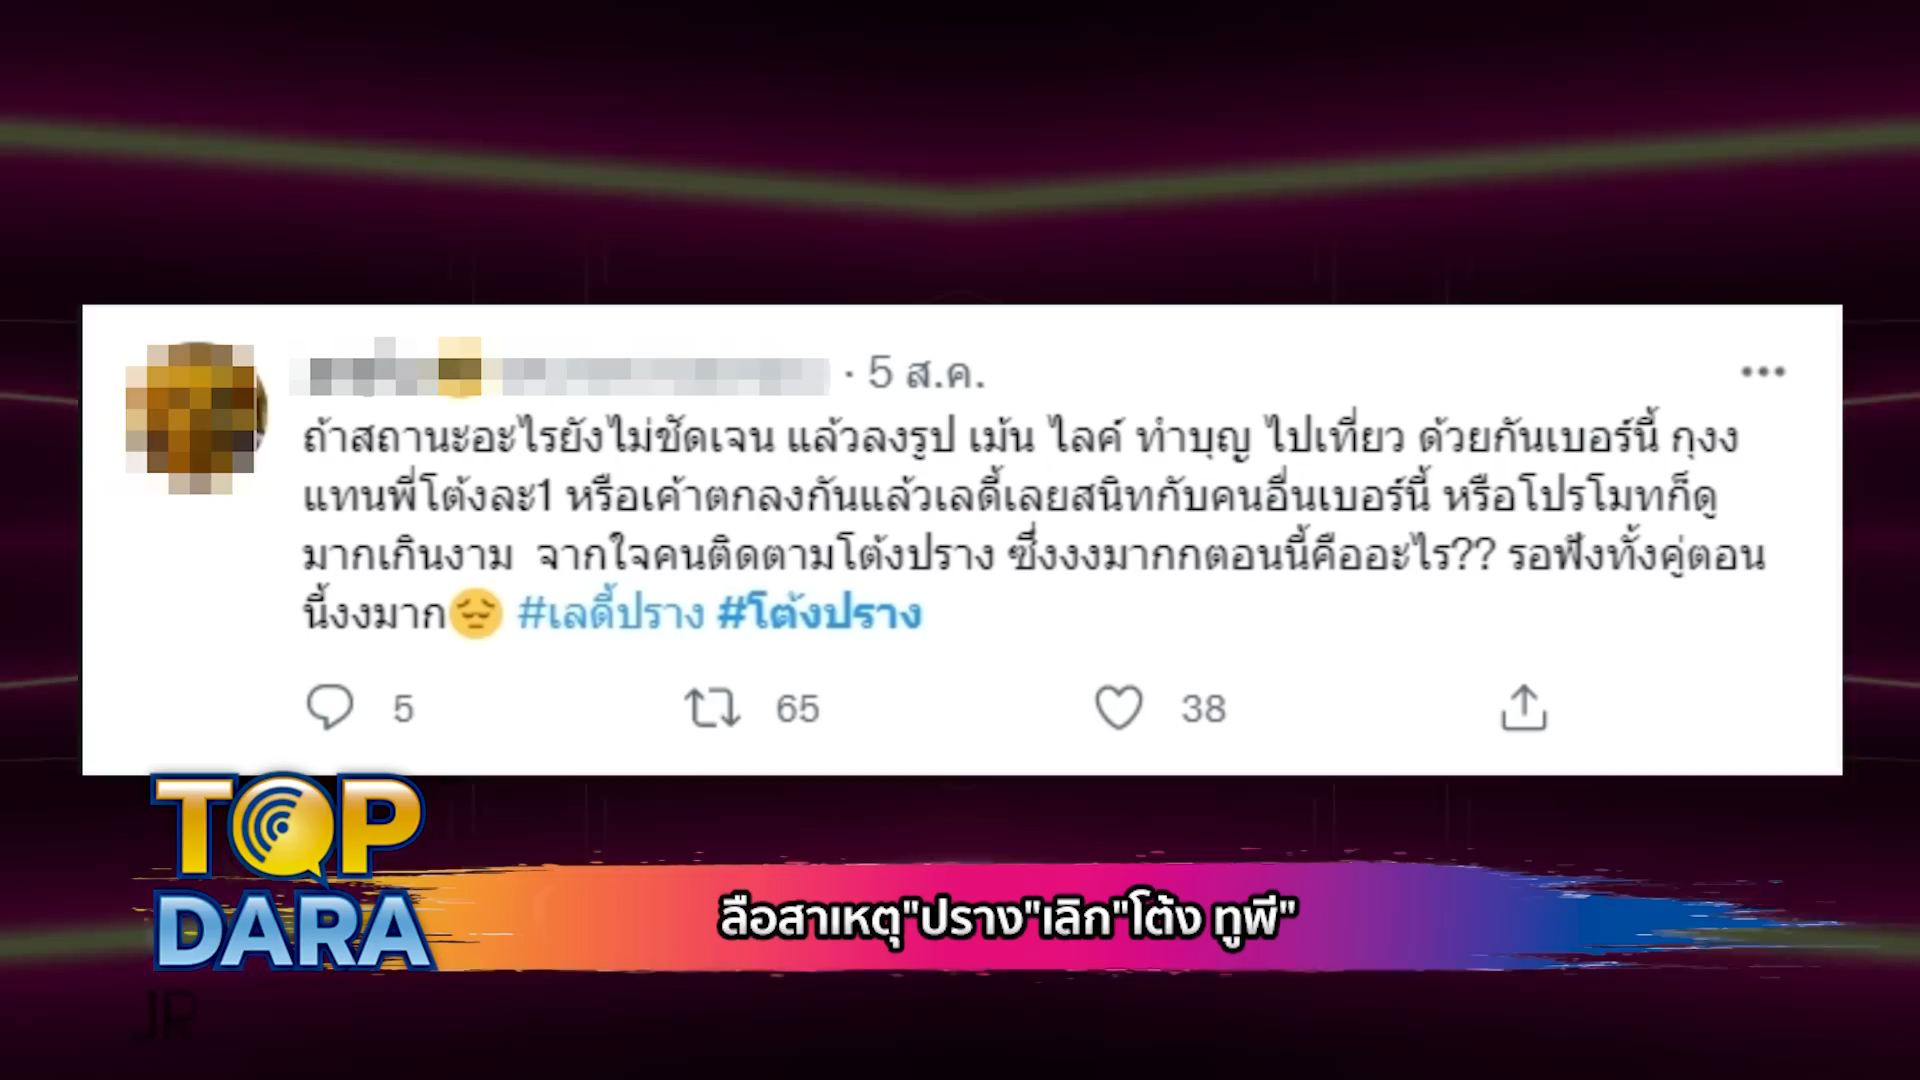 · 5 ส.ค.
ถ้าสถานะอะไรยังไม่ชัดเจน แล้วลงรูป เม้น ไลค์ ทำบุญ ไปเที่ยว ด้วยกันเบอร์นี้ กุงง
แทนพี่โต้งละ1 หรือเค้าตกลงกันแล้วเลดี้เลยสนิทกับคนอื่นเบอร์นี้ หรือโปรโมทก็ดู
มากเกินงาม จากใจคนติดตามโต้งปราง ซึ่งงงมากกตอนนี้คืออะไร?? รอฟังทั้งคู่ตอน
นี้งงมาก😔 #เลดี้ปราง #โต้งปราง
5 65 38
TOP
DARA
ลือสาเหตุ"ปราง"เลิก"โต้ง ทูพี"
JR